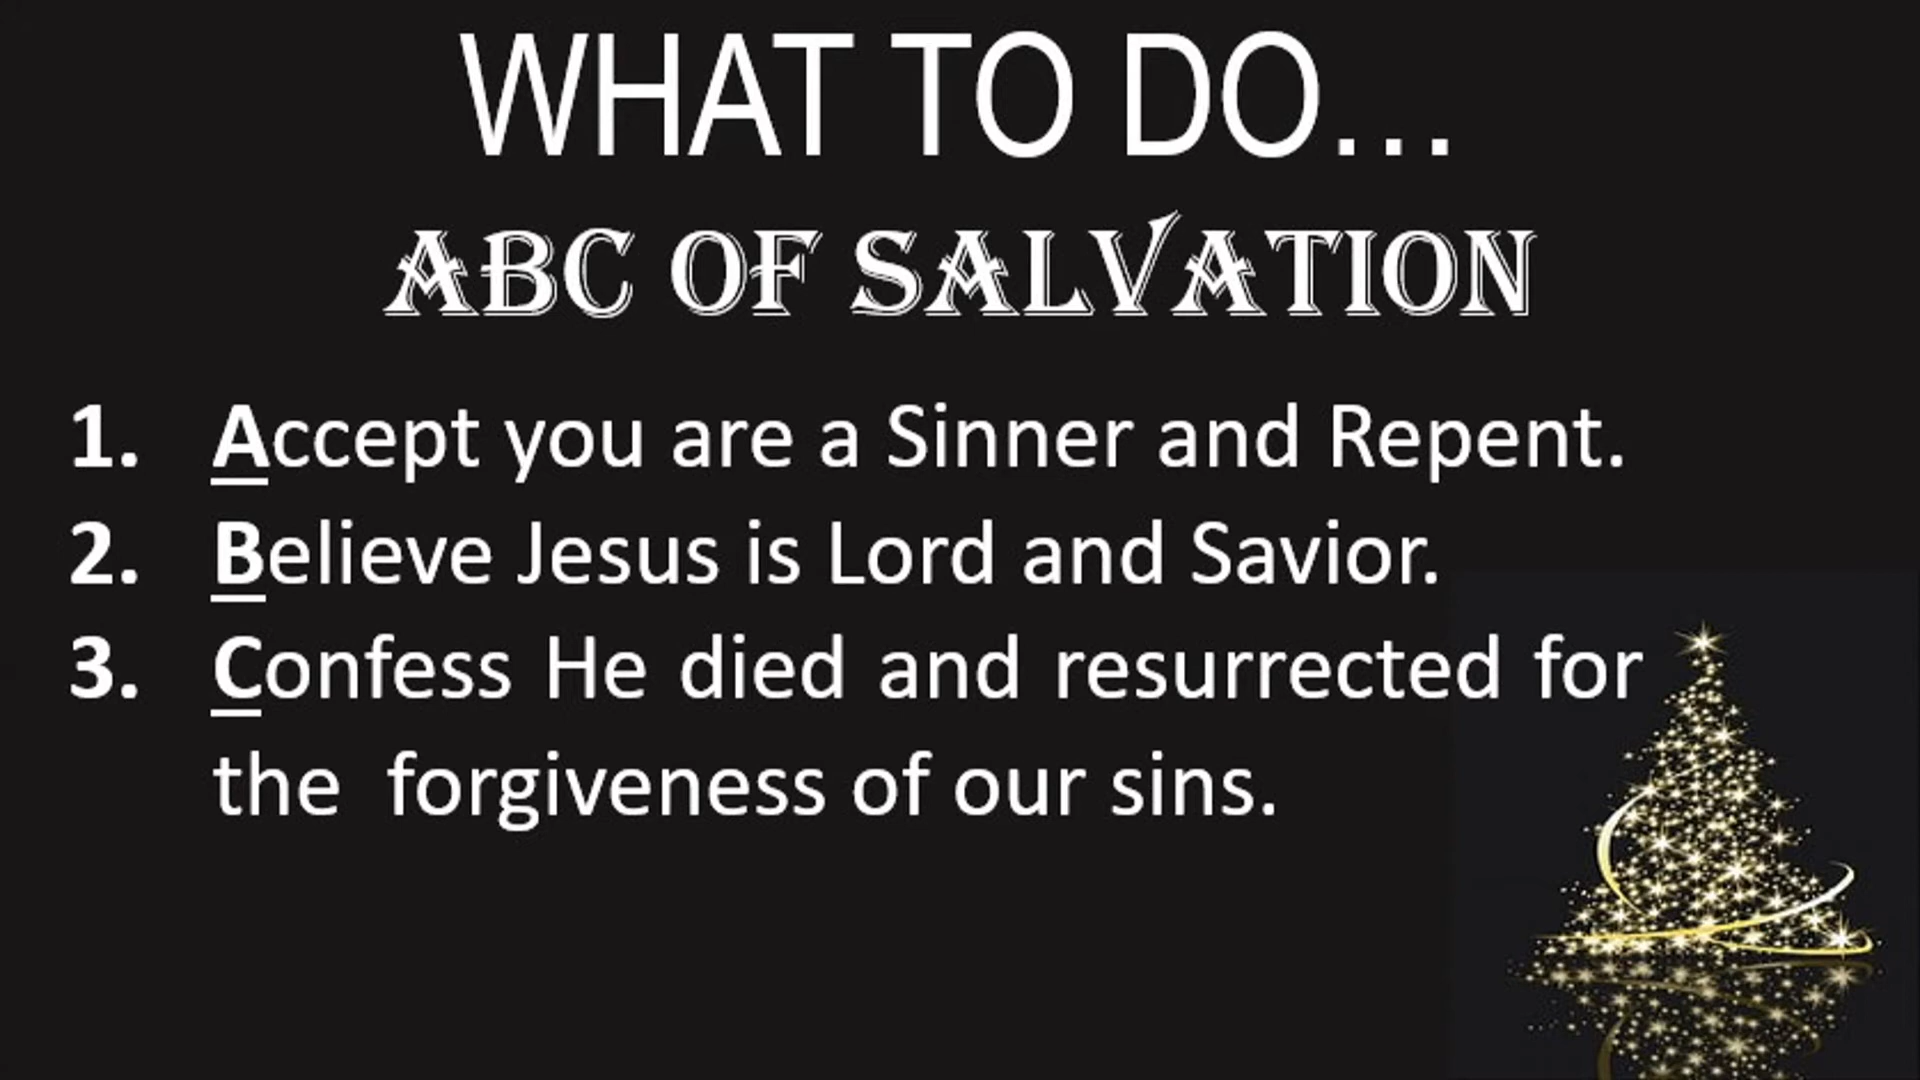 WHAT TO DO...
ABC OF SALVATION
1. Accept you are a Sinner and Repent.
2. Believe Jesus is Lord and Savior.
3. Confess He died and resurrected for
the forgiveness of our sins.